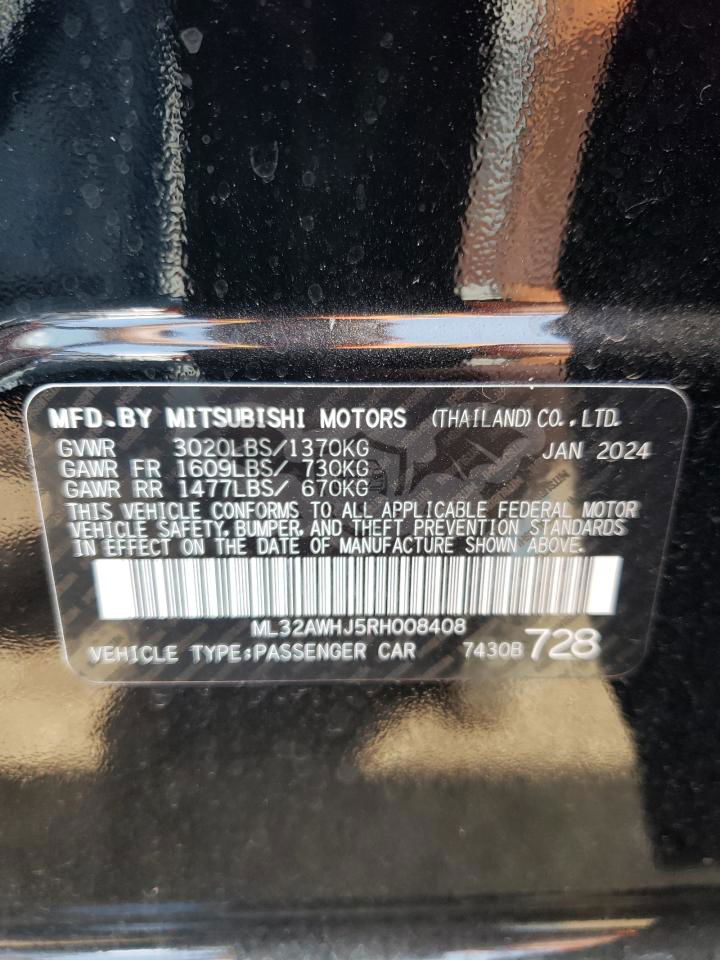 MFD.BY MITSUBISHI MOTORS (THAILAND) CO.,LTD.
GVWR 3020LBS/1370KG JAN 2024
GAWR FR 1609LBS/ 730KG
GAWR RR 1477LBS/ 670KG
THIS VEHICLE CONFORMS TO ALL APPLICABLE FEDERAL MOTOR
VEHICLE SAFETY, BUMPER, AND THEFT PREVENTION STANDARDS
IN EFFECT ON THE DATE OF MANUFACTURE SHOWN ABOVE.
ML32AWHJ5RH008408
VEHICLE TYPE:PASSENGER CAR 7430B 728